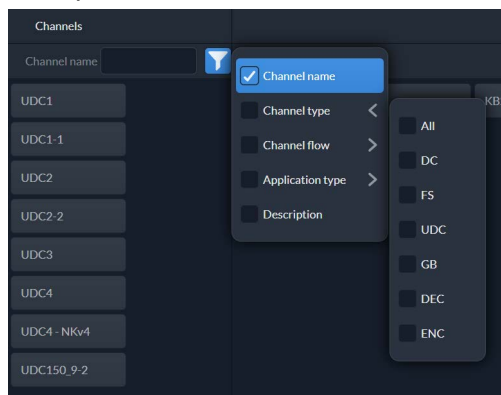 Channels
Channel name
UDC1
UDC1-1
UDC2
UDC2-2
UDC3
UDC4
UDC4 - NKv4
UDC150_9-2
Channel name
Channel type
Channel flow
Application type
Description
All
DC
FS
UDC
GB
DEC
ENC